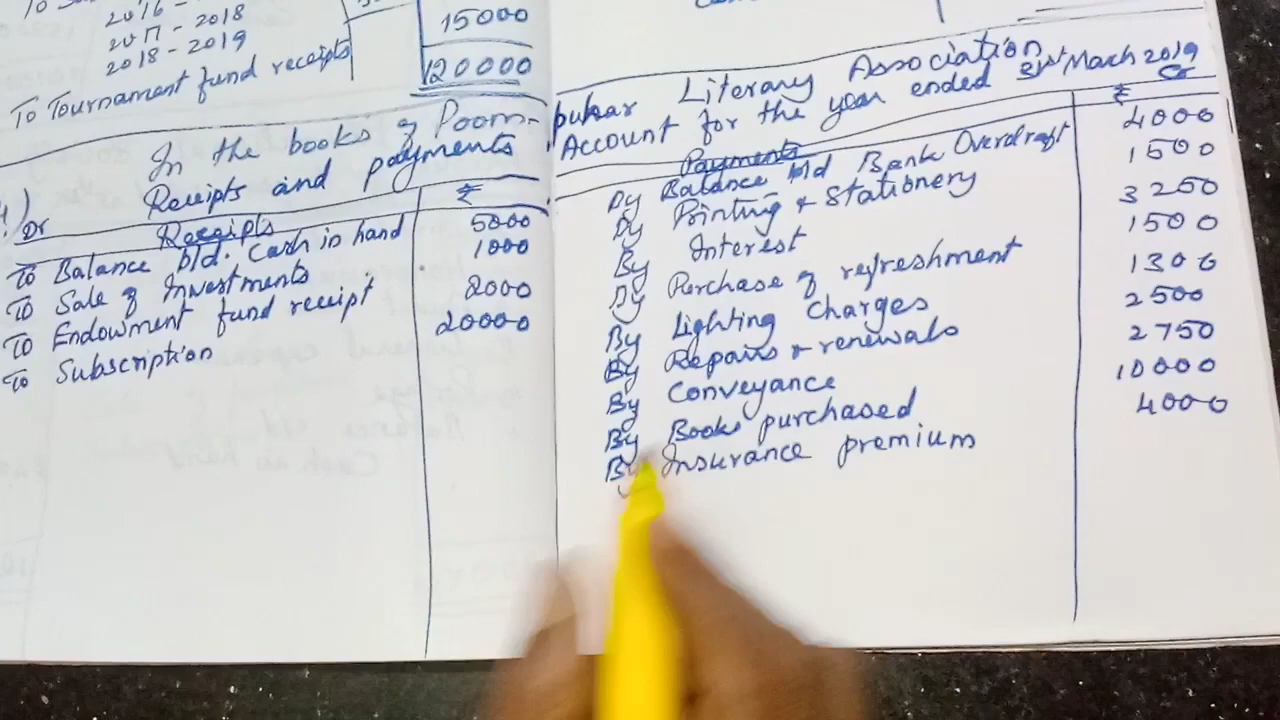 2016 -
2017 - 2018
2018 - 2019
15000
To Tournament fund receipts
120000
In the books of Poom-puhar Literary Association
Receipts and payments Account for the year ended 31st March 2019
Dr
Cr
Receipts ₹
To Balance b/d. Cash in hand 5000
To Sale of Investments 1000
To Endowment fund receipt 2000
To Subscription 20000
Payments ₹
By Balance b/d Bank Overdraft 4000
By Printing & Stationery 1500
By Interest 3250
By Purchase of refreshment 1500
By Lighting Charges 1300
By Repairs & renewals 2500
By Conveyance 2750
By Books purchased 10000
By Insurance premium 4000